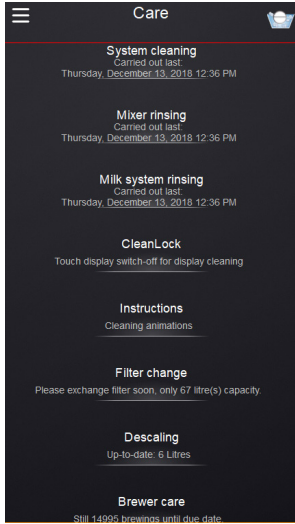 Care
System cleaning
Carried out last:
Thursday, December 13, 2018 12:36 PM
Mixer rinsing
Carried out last:
Thursday, December 13, 2018 12:36 PM
Milk system rinsing
Carried out last:
Thursday, December 13, 2018 12:36 PM
CleanLock
Touch display switch-off for display cleaning
Instructions
Cleaning animations
Filter change
Please exchange filter soon, only 67 litre(s) capacity.
Descaling
Up-to-date: 6 Litres
Brewer care
Still 14995 brewings until due date.